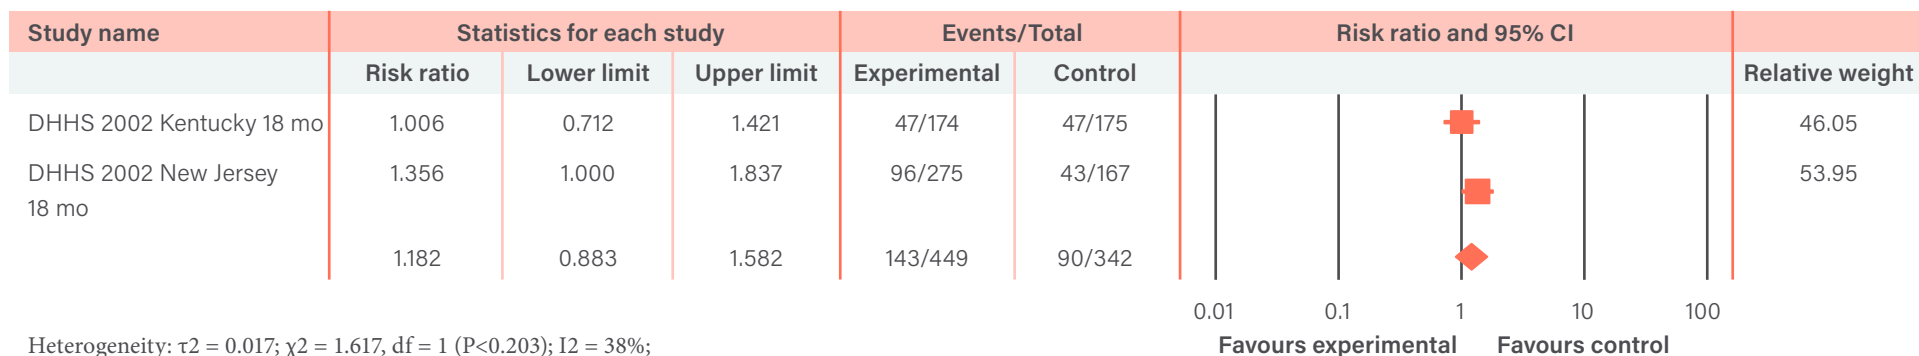 Study name Statistics for each study Events/Total Risk ratio and 95% CI
Risk ratio Lower limit Upper limit Experimental Control Relative weight
DHHS 2002 Kentucky 18 mo 1.006 0.712 1.421 47/174 47/175 46.05
DHHS 2002 New Jersey 1.356 1.000 1.837 96/275 43/167 53.95
18 mo
1.182 0.883 1.582 143/449 90/342
0.01 0.1 1 10 100
Heterogeneity: τ2 = 0.017; χ2 = 1.617, df = 1 (P<0.203); I2 = 38%; Favours experimental Favours control